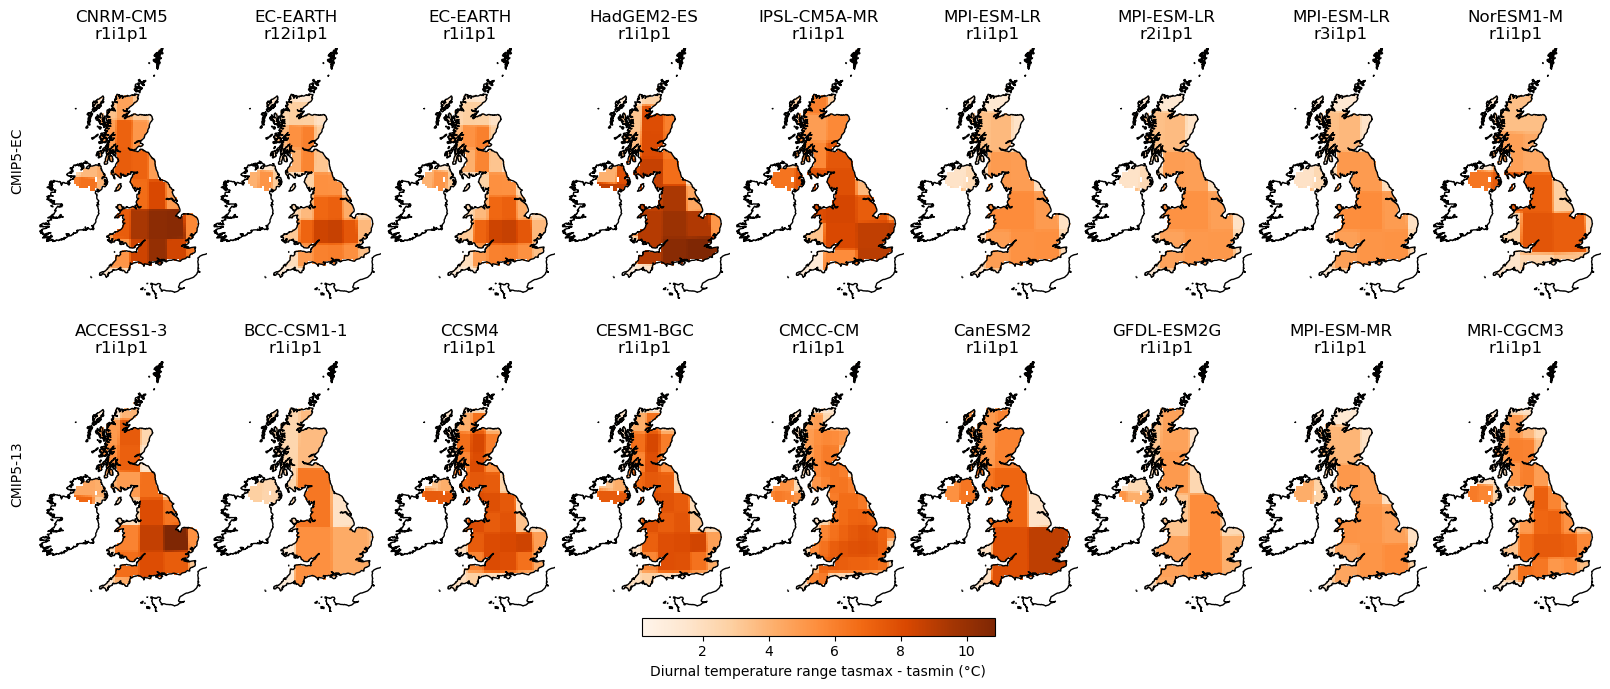 CNRM-CM5 EC-EARTH EC-EARTH HadGEM2-ES IPSL-CM5A-MR MPI-ESM-LR MPI-ESM-LR MPI-ESM-LR NorESM1-M
r1i1p1 r12i1p1 r1i1p1 r1i1p1 r1i1p1 r1i1p1 r2i1p1 r3i1p1 r1i1p1
CMIP5-EC
ACCESS1-3 BCC-CSM1-1 CCSM4 CESM1-BGC CMCC-CM CanESM2 GFDL-ESM2G MPI-ESM-MR MRI-CGCM3
r1i1p1 r1i1p1 r1i1p1 r1i1p1 r1i1p1 r1i1p1 r1i1p1 r1i1p1 r1i1p1
CMIP5-13
2 4 6 8 10
Diurnal temperature range tasmax - tasmin (°C)